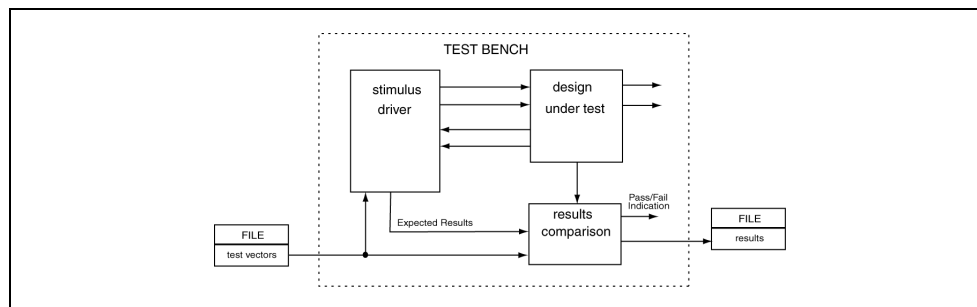 TEST BENCH
stimulus
driver
design
under test
Expected Results
results
comparison
Pass/Fail
Indication
FILE
test vectors
FILE
results